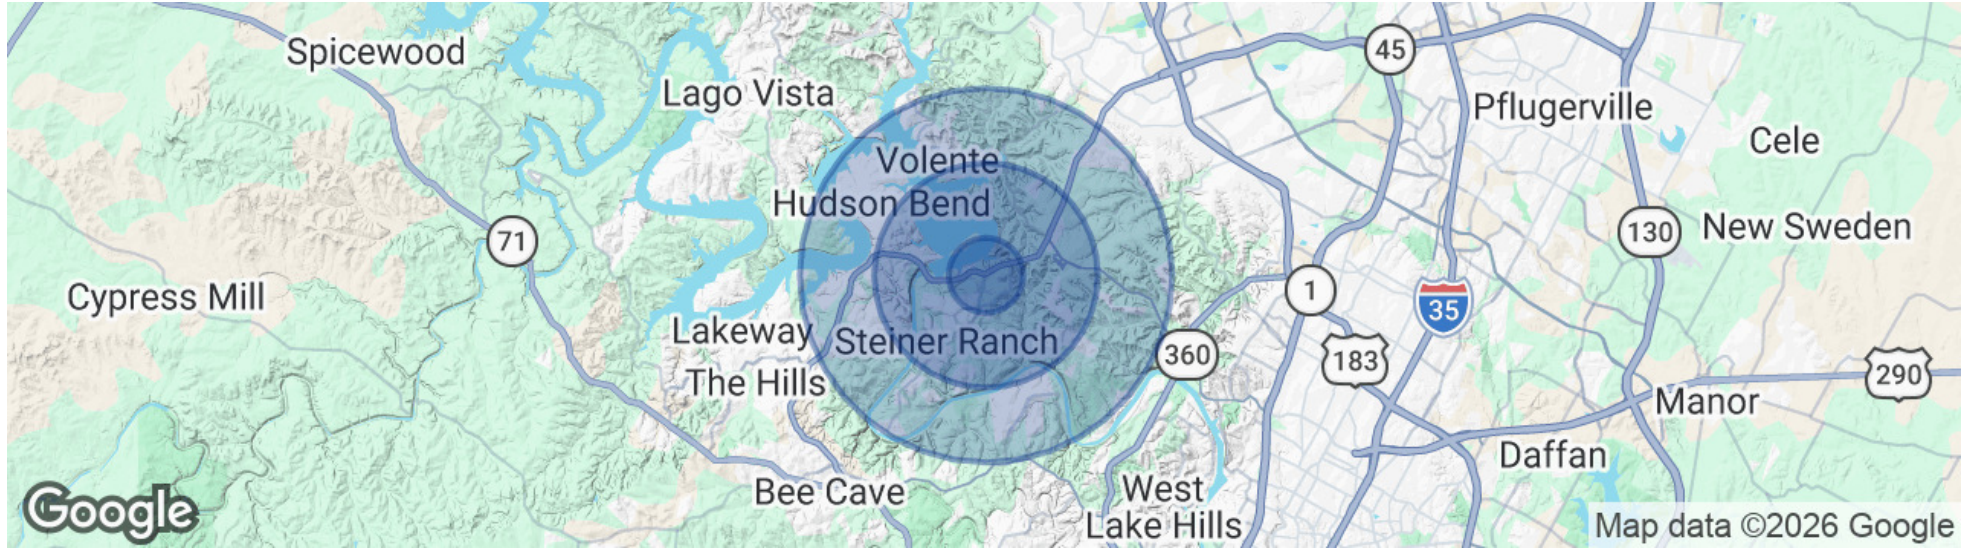 Spicewood
45
Lago Vista
Pflugerville
Cele
Volente
Hudson Bend
71
130
New Sweden
Cypress Mill
1
35
Lakeway
Steiner Ranch
360
183
The Hills
290
Manor
Daffan
Bee Cave
West
Lake Hills
Google
Map data ©2026 Google